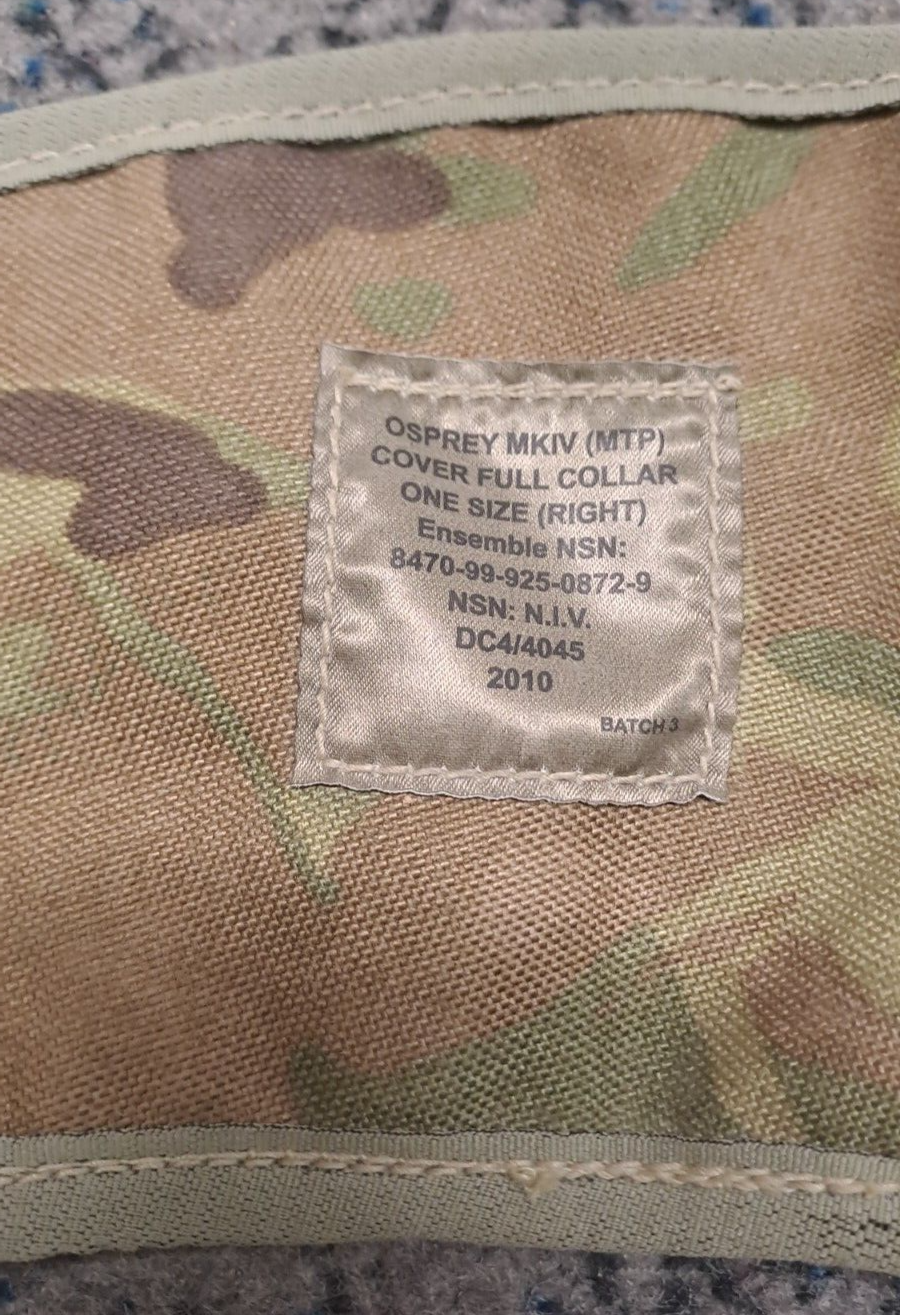 OSPREY MKIV (MTP)
COVER FULL COLLAR
ONE SIZE (RIGHT)
Ensemble NSN:
8470-99-925-0872-9
NSN: N.I.V.
DC4/4045
2010
BATCH 3